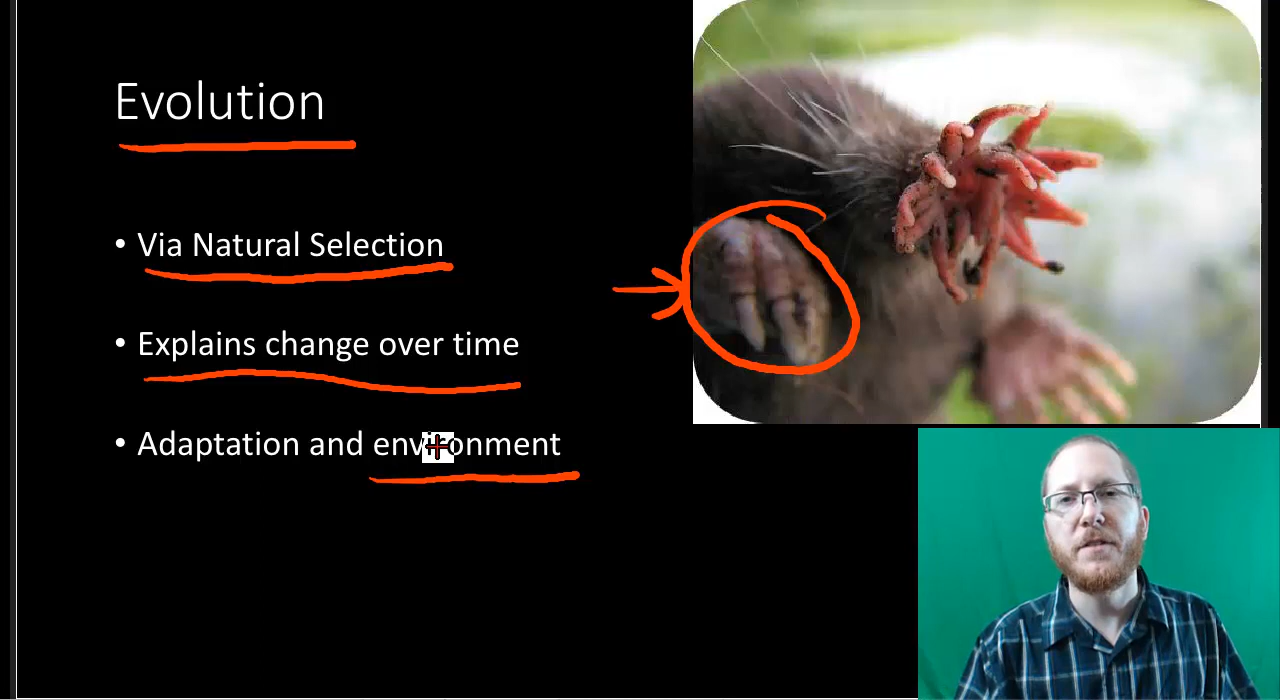 Evolution
• Via Natural Selection
• Explains change over time
• Adaptation and environment